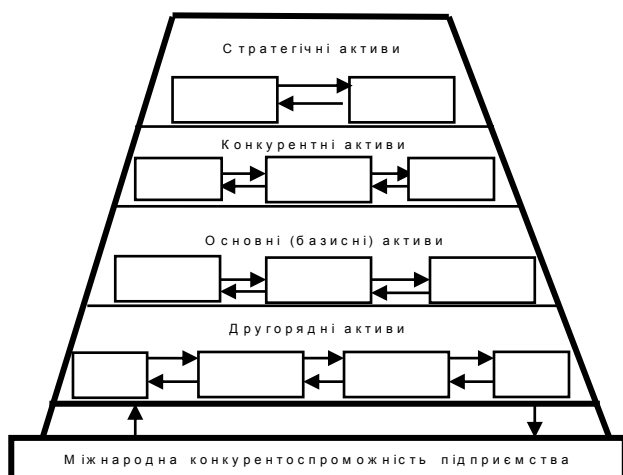 Стратегічні активи
Конкурентні активи
Основні (базисні) активи
Другорядні активи
Міжнародна конкурентоспроможність підприємства